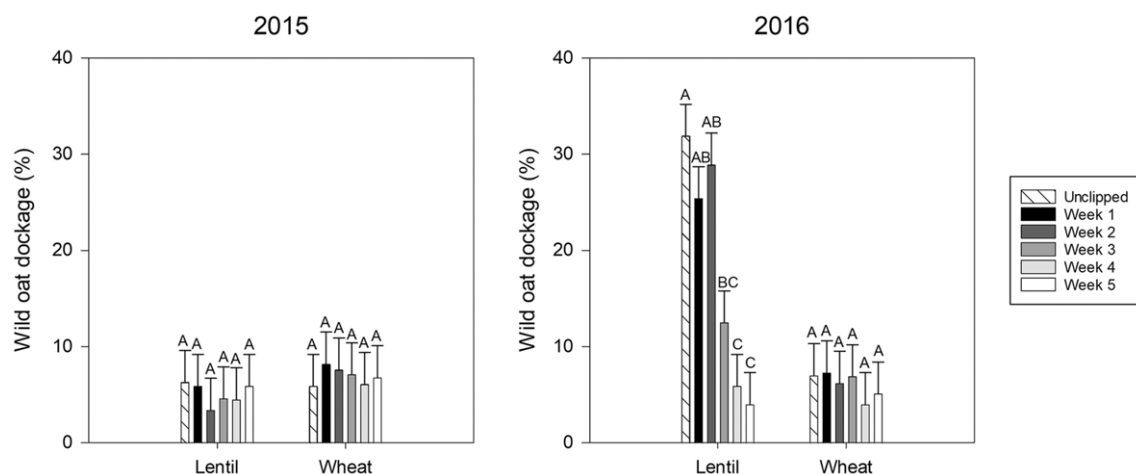 2015
2016
40
30
20
10
0
Wild oat dockage (%)
A A A A A A
A A A A A A
Lentil
Wheat
40
30
20
10
0
Wild oat dockage (%)
A AB AB BC C C
A A A A A A
Lentil
Wheat
Unclipped
Week 1
Week 2
Week 3
Week 4
Week 5